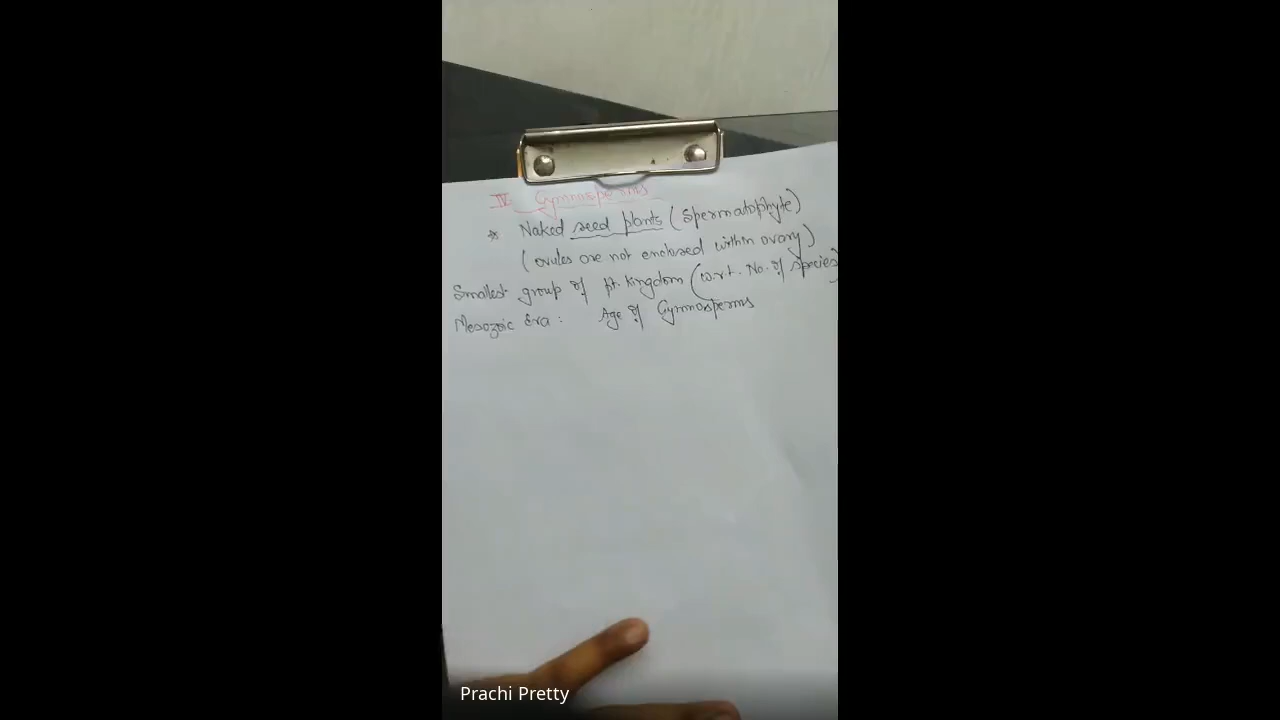 IV Gymnosperms
* Naked seed plants (Spermatophyte)
(ovules are not enclosed within ovary)
Smallest group of pt. kingdom (w.r.t. No. of species)
Mesozoic Era : Age of Gymnosperms
Prachi Pretty